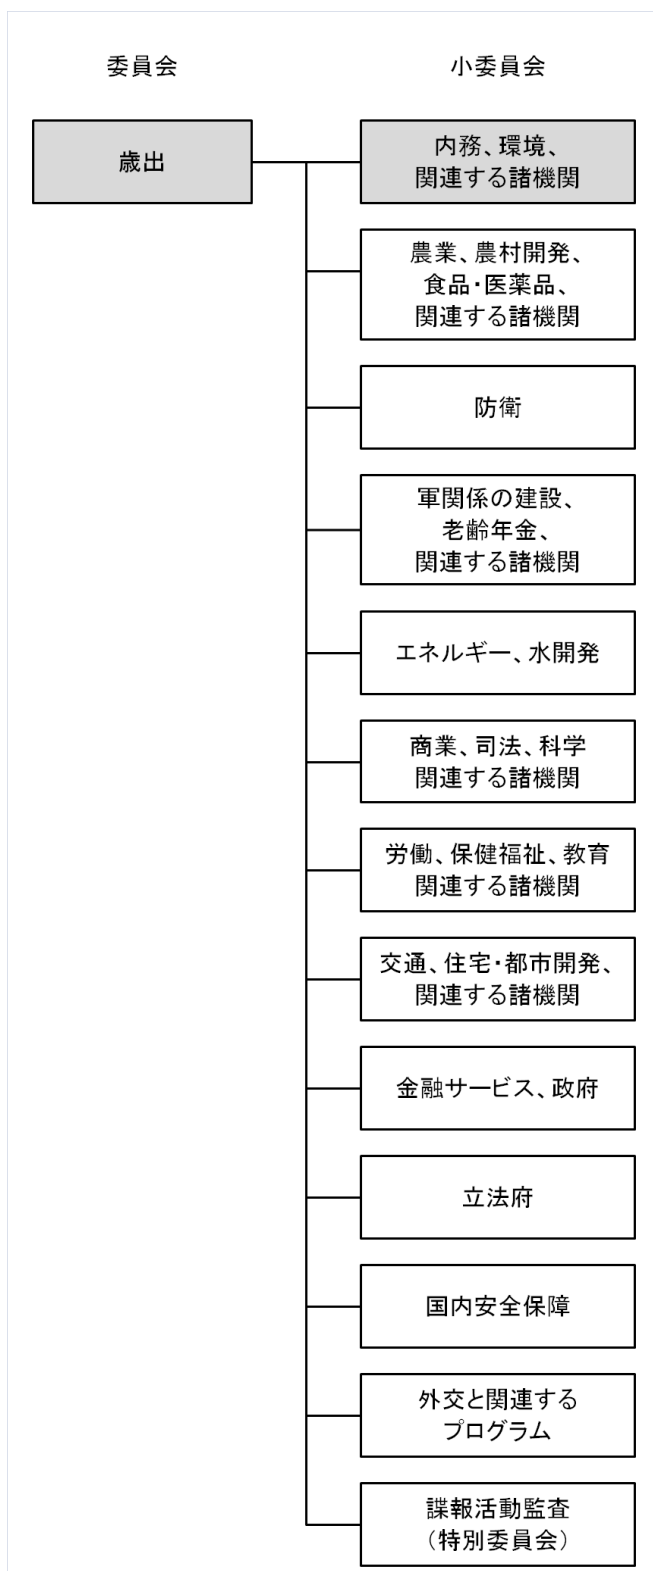 委員会
小委員会
歳出
内務、環境、
関連する諸機関
農業、農村開発、
食品・医薬品、
関連する諸機関
防衛
軍関係の建設、
老齢年金、
関連する諸機関
エネルギー、水開発
商業、司法、科学
関連する諸機関
労働、保健福祉、教育
関連する諸機関
交通、住宅・都市開発、
関連する諸機関
金融サービス、政府
立法府
国内安全保障
外交と関連する
プログラム
諜報活動監査
(特別委員会)